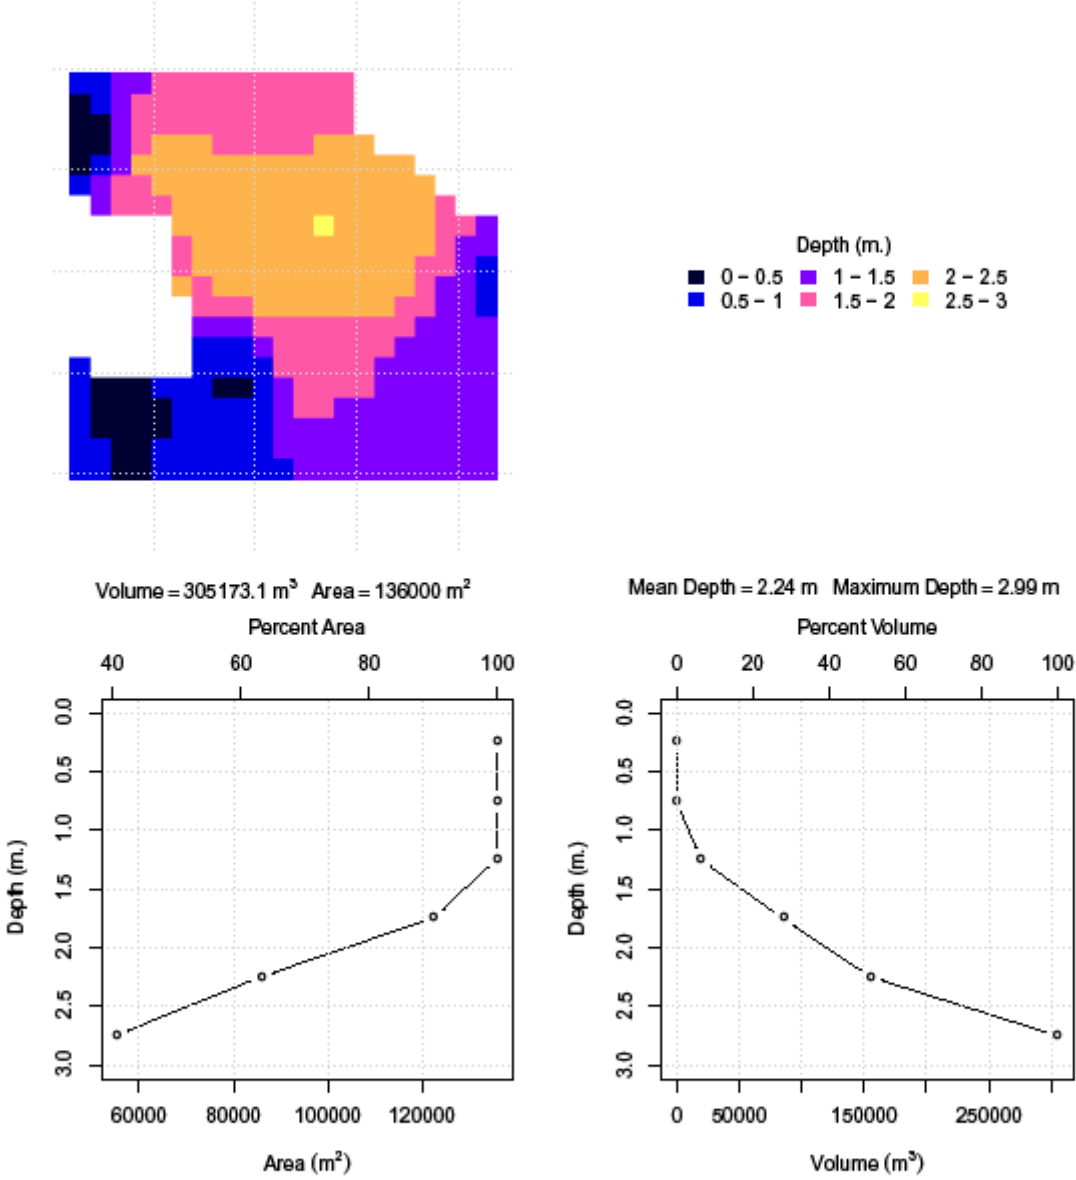 Depth (m.)
0 – 0.5 1 – 1.5 2 – 2.5
0.5 – 1 1.5 – 2 2.5 – 3
Volume = 305173.1 m³ Area = 136000 m²
Mean Depth = 2.24 m Maximum Depth = 2.99 m
Percent Area
40 60 80 100
Depth (m.)
0.0
0.5
1.0
1.5
2.0
2.5
3.0
60000 80000 100000 120000
Area (m²)
Percent Volume
0 20 40 60 80 100
Depth (m.)
0.0
0.5
1.0
1.5
2.0
2.5
3.0
0 50000 150000 250000
Volume (m³)